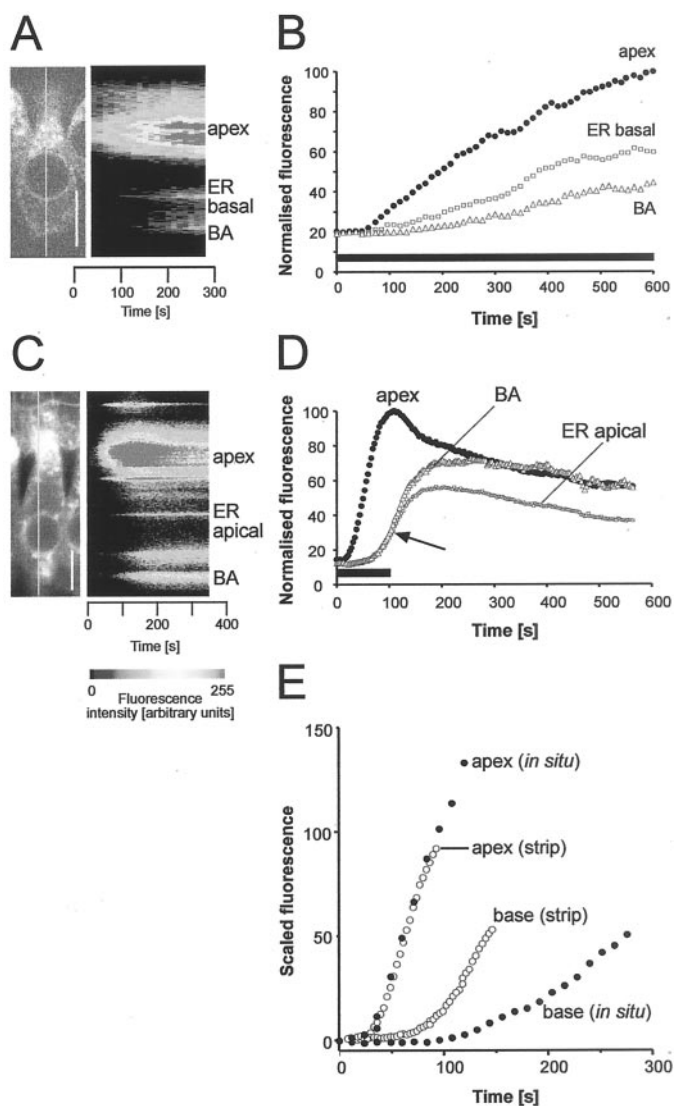 A
apex
ER
basal
BA
0 100 200 280
Time [s]
B
Normalised fluorescence
100
80
60
40
20
0
apex
ER basal
BA
0 100 200 300 400 500 600
Time [s]
C
apex
ER
apical
BA
0 100 200 300 400
Time [s]
0 255
Fluorescence
intensity [arbitrary units]
D
Normalised fluorescence
100
80
60
40
20
0
apex
BA
ER apical
0 100 200 300 400 500 600
Time [s]
E
Scaled fluorescence
150
100
50
0
apex (in situ)
apex (strip)
base (strip)
base (in situ)
0 50 100 200 300
Time [s]